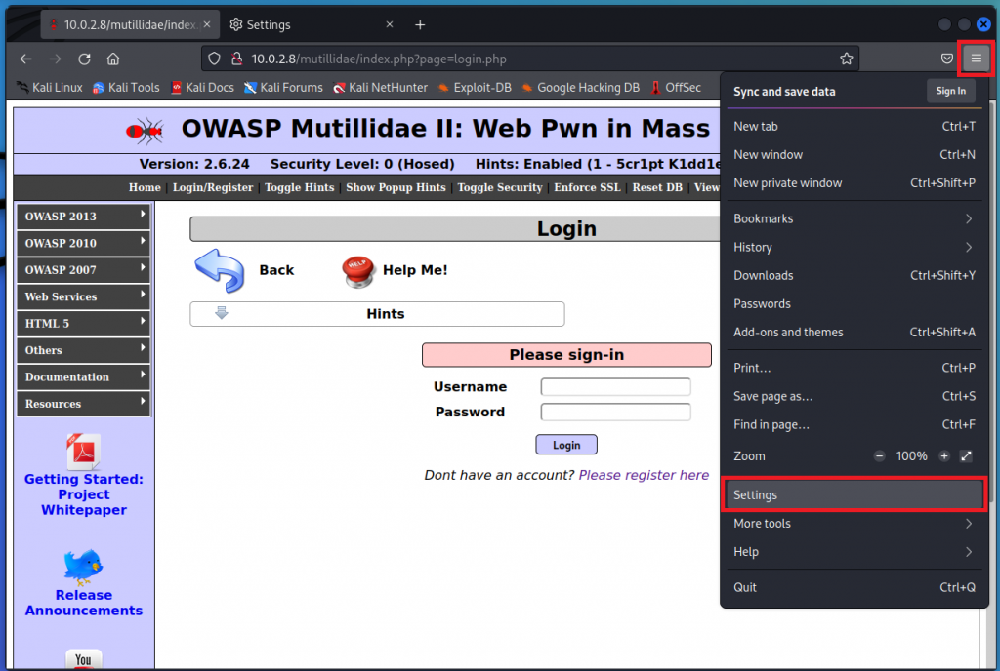 10.0.2.8/mutillidae/index.
Settings
10.0.2.8/mutillidae/index.php?page=login.php
Kali Linux Kali Tools Kali Docs Kali Forums Kali NetHunter Exploit-DB Google Hacking DB OffSec
OWASP Mutillidae II: Web Pwn in Mass
Version: 2.6.24 Security Level: 0 (Hosed) Hints: Enabled (1 - 5cr1pt K1dd1e
Home | Login/Register | Toggle Hints | Show Popup Hints | Toggle Security | Enforce SSL | Reset DB | View
OWASP 2013
OWASP 2010
OWASP 2007
Web Services
HTML 5
Others
Documentation
Resources
Getting Started:
Project
Whitepaper
Release
Announcements
You
Login
Back
HELP
Help Me!
Hints
Please sign-in
Username
Password
Login
Dont have an account? Please register here
Sync and save data Sign In
New tab Ctrl+T
New window Ctrl+N
New private window Ctrl+Shift+P
Bookmarks
History
Downloads Ctrl+Shift+Y
Passwords
Add-ons and themes Ctrl+Shift+A
Print… Ctrl+P
Save page as… Ctrl+S
Find in page… Ctrl+F
Zoom 100%
Settings
More tools
Help
Quit Ctrl+Q